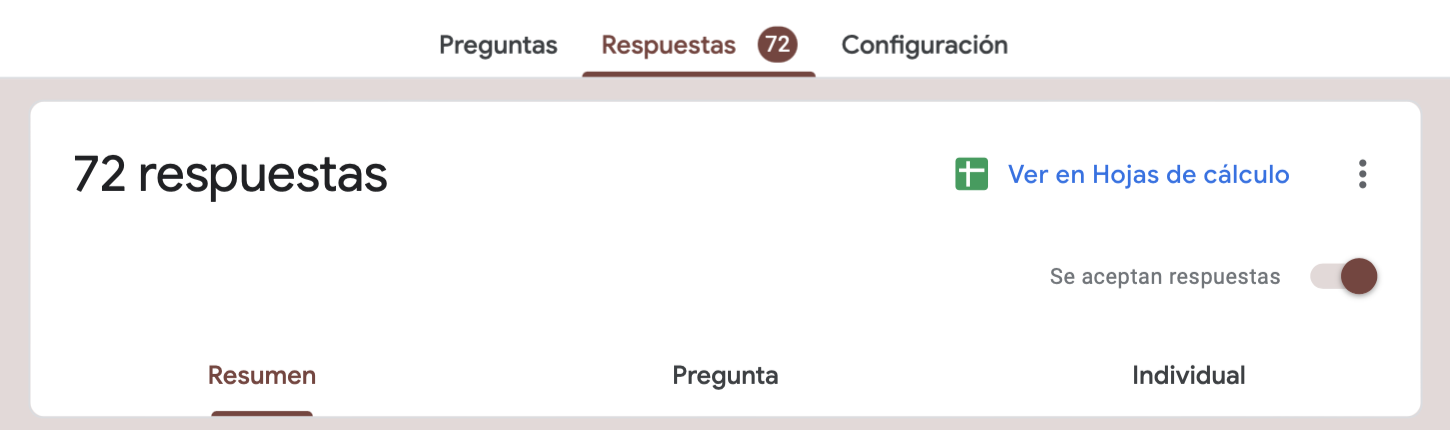 Preguntas Respuestas 72 Configuración
72 respuestas Ver en Hojas de cálculo
Se aceptan respuestas
Resumen Pregunta Individual